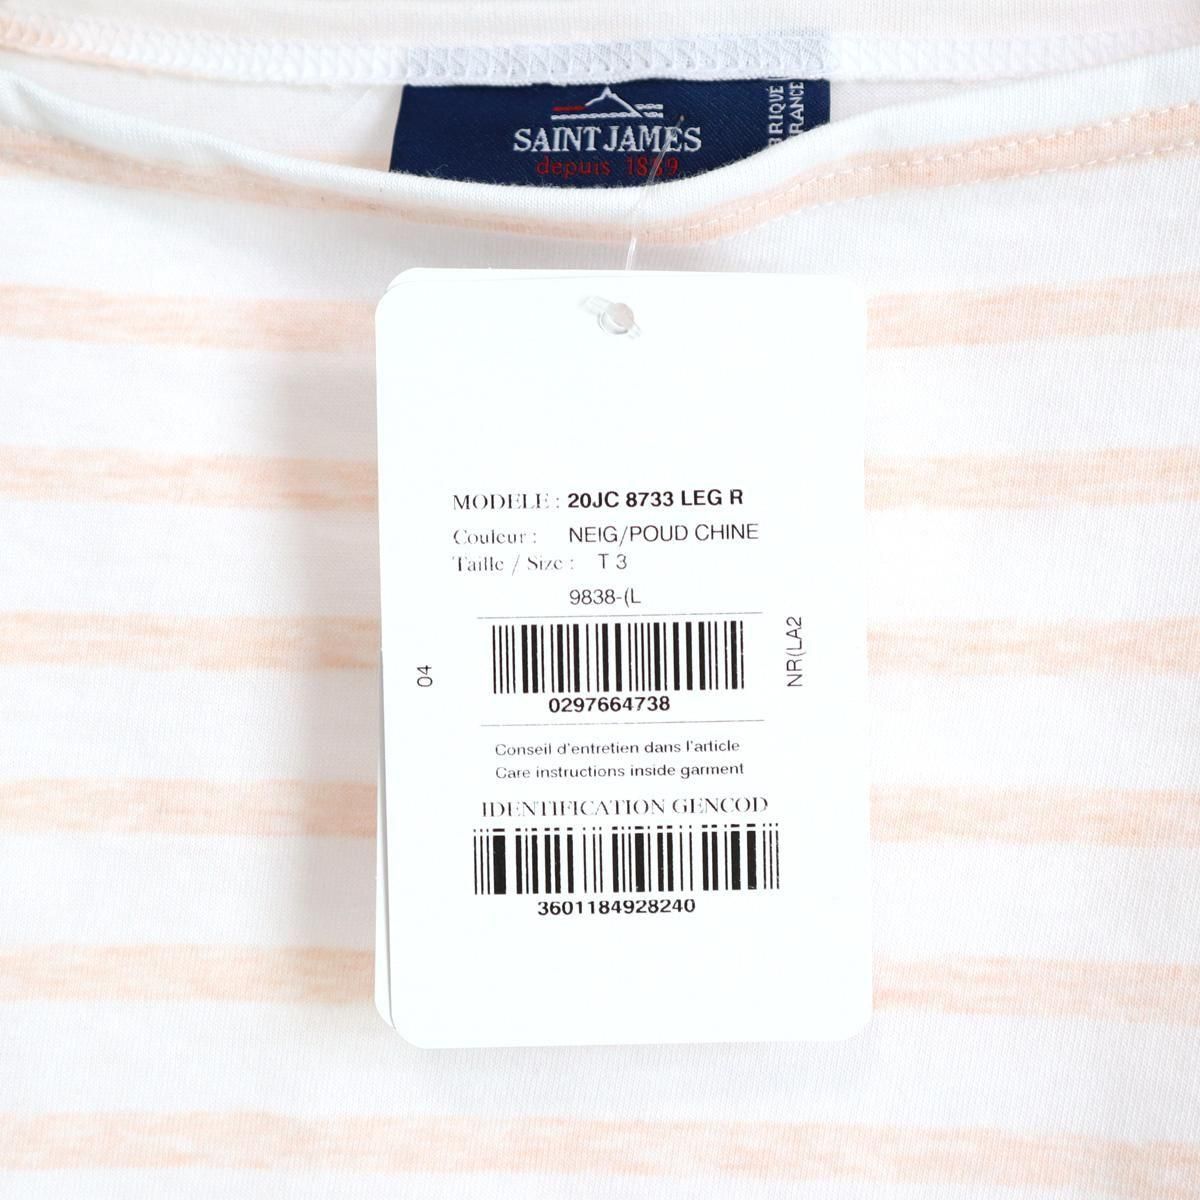 SAINT JAMES
depuis 1889
MODELE : 20JC 8733 LEG R
Couleur : NEIG/POUD CHINE
Taille / Size : T 3
9838-(L
04
NR(LA2
0297664738
Conseil d'entretien dans l'article
Care instructions inside garment
IDENTIFICATION GENCOD
3601184928240